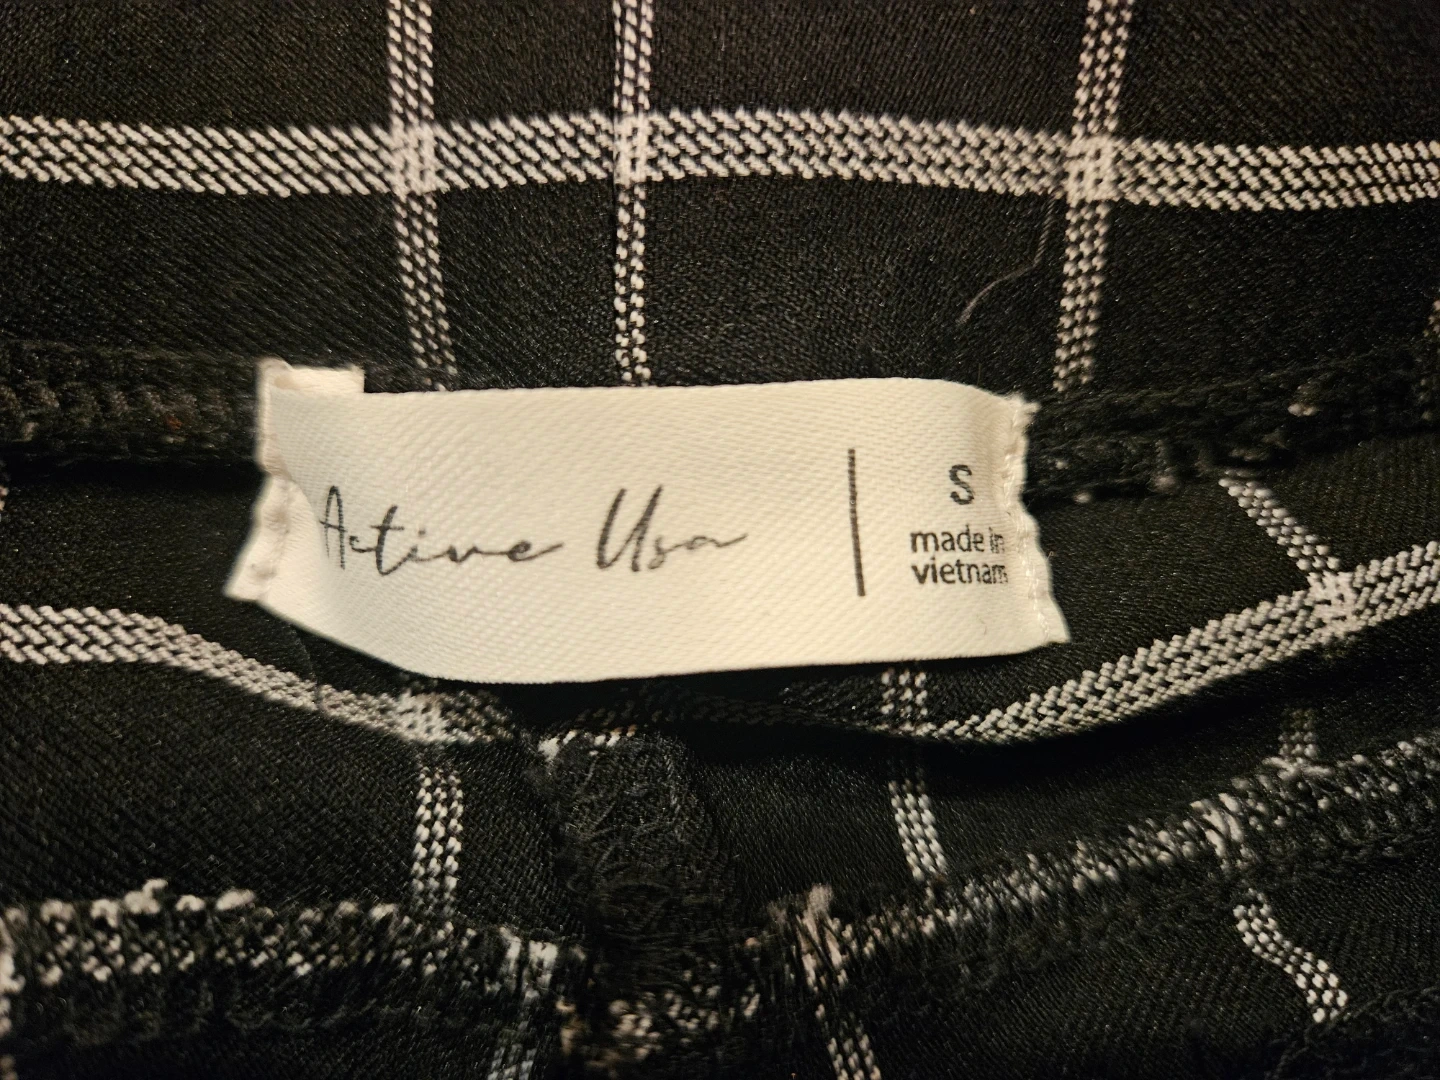 Active Usa
S
made in
vietnam